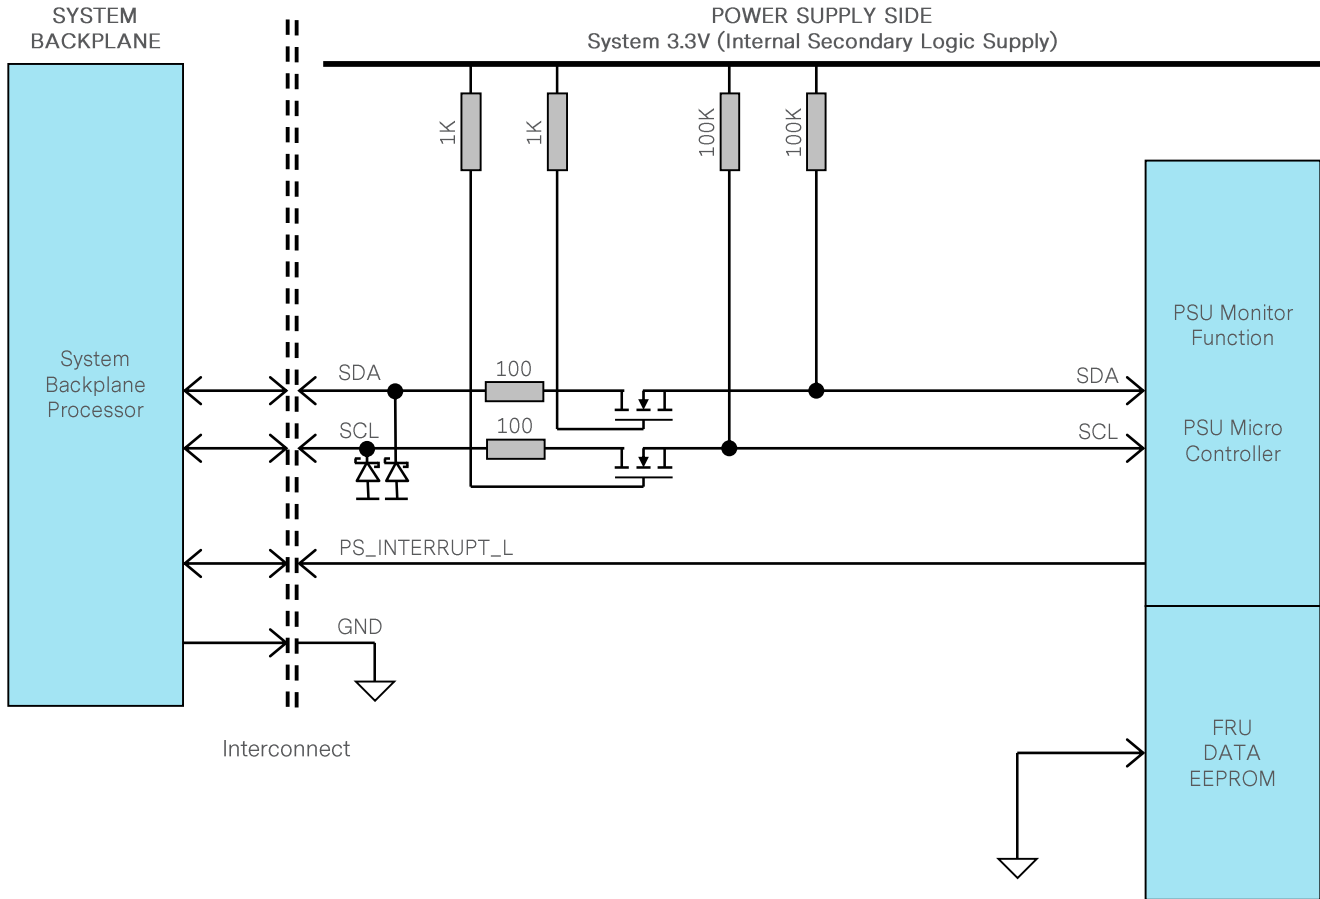 SYSTEM
BACKPLANE
POWER SUPPLY SIDE
System 3.3V (Internal Secondary Logic Supply)
1K
1K
100K
100K
System
Backplane
Processor
PSU Monitor
Function
PSU Micro
Controller
SDA
100
SDA
SCL
100
SCL
PS_INTERRUPT_L
GND
Interconnect
FRU
DATA
EEPROM